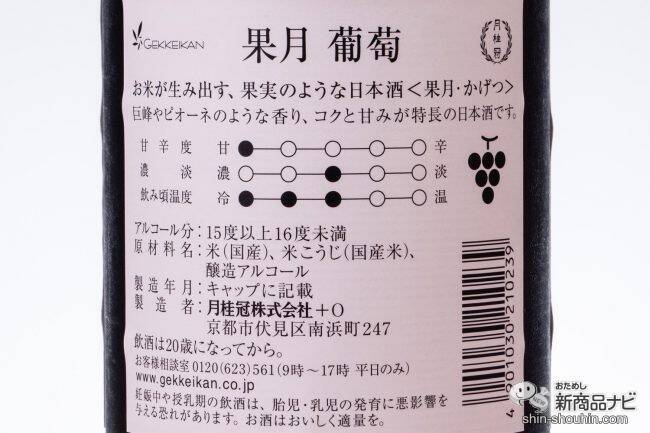 GEKKEIKAN
果月 葡萄
月桂冠
お米が生み出す、果実のような日本酒<果月・かげつ>
巨峰やピオーネのような香り、コクと甘みが特長の日本酒です。
甘辛度 甘 辛
濃淡 濃 淡
飲み頃温度 冷 温
アルコール分：15度以上16度未満
原材料名：米(国産)、米こうじ(国産米)、
醸造アルコール
製造年月：キャップに記載
製造者：月桂冠株式会社+O
京都市伏見区南浜町247
飲酒は20歳になってから。
お客様相談室 0120(623)561(9時〜17時 平日のみ)
www.gekkeikan.co.jp
妊娠中や授乳期の飲酒は、胎児・乳児の発育に悪影響を
与える恐れがあります。お酒はおいしく適量を。
4 901030 210239
おためし
新商品ナビ
shin-shouhin.com